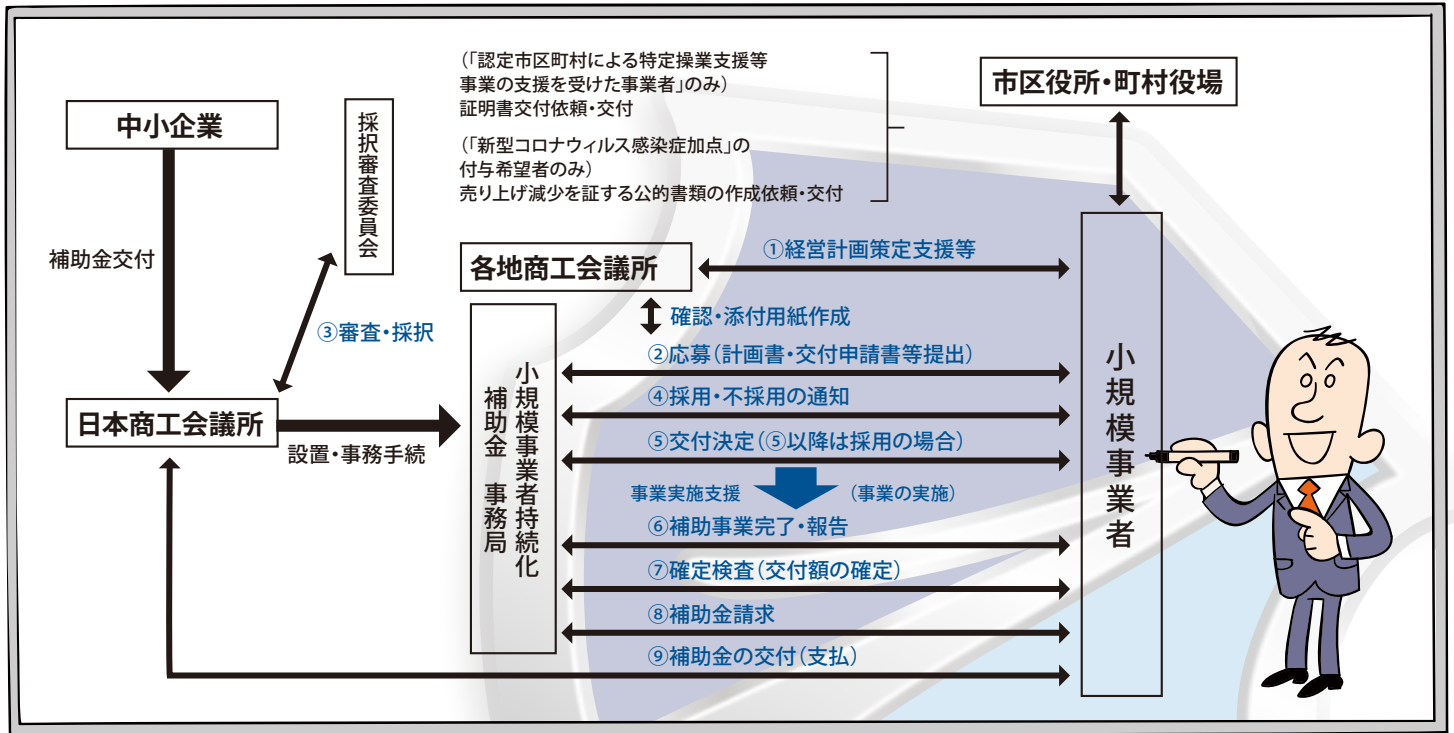 (「認定市区町村による特定操業支援等
事業の支援を受けた事業者」のみ)
証明書交付依頼・交付
(「新型コロナウィルス感染症加点」の
付与希望者のみ)
売り上げ減少を証する公的書類の作成依頼・交付
市区役所・町村役場
中小企業
採択審査委員会
補助金交付
③審査・採択
日本商工会議所
設置・事務手続
各地商工会議所
①経営計画策定支援等
確認・添付用紙作成
小規模事業者持続化
補助金 事務局
②応募(計画書・交付申請書等提出)
④採用・不採用の通知
⑤交付決定(⑤以降は採用の場合)
事業実施支援
(事業の実施)
⑥補助事業完了・報告
⑦確定検査(交付額の確定)
⑧補助金請求
⑨補助金の交付(支払)
小規模事業者